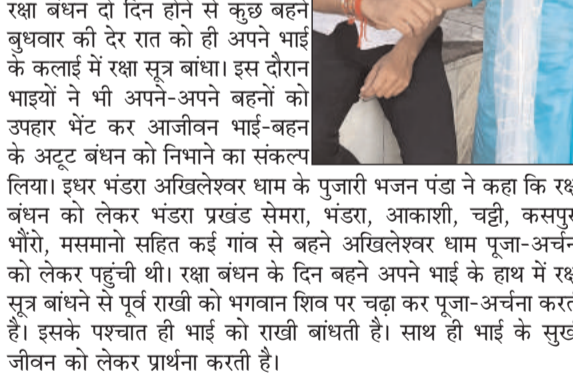 रक्षा बंधन दो दिन होने से कुछ बहने
बुधवार की देर रात को ही अपने भाई
के कलाई में रक्षा सूत्र बांधा। इस दौरान
भाइयों ने भी अपने-अपने बहनों को
उपहार भेंट कर आजीवन भाई-बहन
के अटूट बंधन को निभाने का संकल्प
लिया। इधर भंडरा अखिलेश्वर धाम के पुजारी भजन पंडा ने कहा कि
बंधन को लेकर भंडरा प्रखंड सेमरा, भंडरा, आकाशी, चट्टी,
भौंरो, मसमानो सहित कई गांव से बहने अखिलेश्वर धाम
को लेकर पहुंची थी। रक्षा बंधन के दिन बहने अपने भाई के हाथ में
सूत्र बांधने से पूर्व राखी को भगवान शिव पर चढ़ा कर पूजा-अर्चना
है। इसके पश्चात ही भाई को राखी बांधती है। साथ ही भाई के
जीवन को लेकर प्रार्थना करती है।